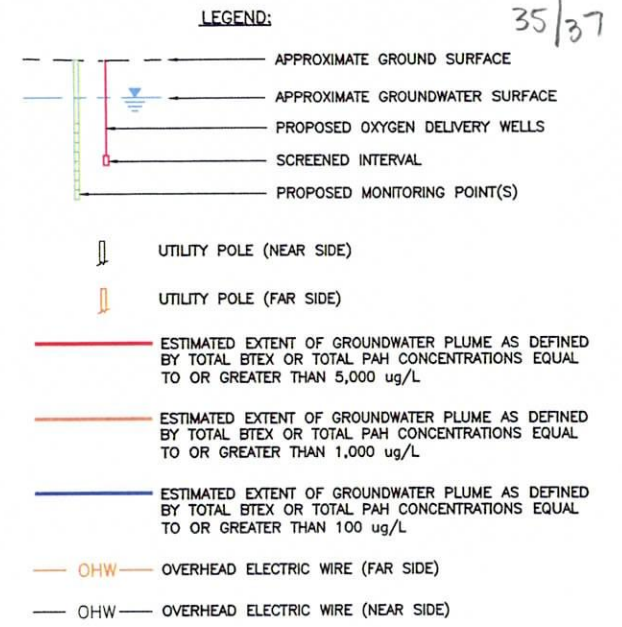 LEGEND:
35/37
APPROXIMATE GROUND SURFACE
APPROXIMATE GROUNDWATER SURFACE
PROPOSED OXYGEN DELIVERY WELLS
SCREENED INTERVAL
PROPOSED MONITORING POINT(S)
UTILITY POLE (NEAR SIDE)
UTILITY POLE (FAR SIDE)
ESTIMATED EXTENT OF GROUNDWATER PLUME AS DEFINED
BY TOTAL BTEX OR TOTAL PAH CONCENTRATIONS EQUAL
TO OR GREATER THAN 5,000 ug/L
ESTIMATED EXTENT OF GROUNDWATER PLUME AS DEFINED
BY TOTAL BTEX OR TOTAL PAH CONCENTRATIONS EQUAL
TO OR GREATER THAN 1,000 ug/L
ESTIMATED EXTENT OF GROUNDWATER PLUME AS DEFINED
BY TOTAL BTEX OR TOTAL PAH CONCENTRATIONS EQUAL
TO OR GREATER THAN 100 ug/L
OHW OVERHEAD ELECTRIC WIRE (FAR SIDE)
OHW OVERHEAD ELECTRIC WIRE (NEAR SIDE)